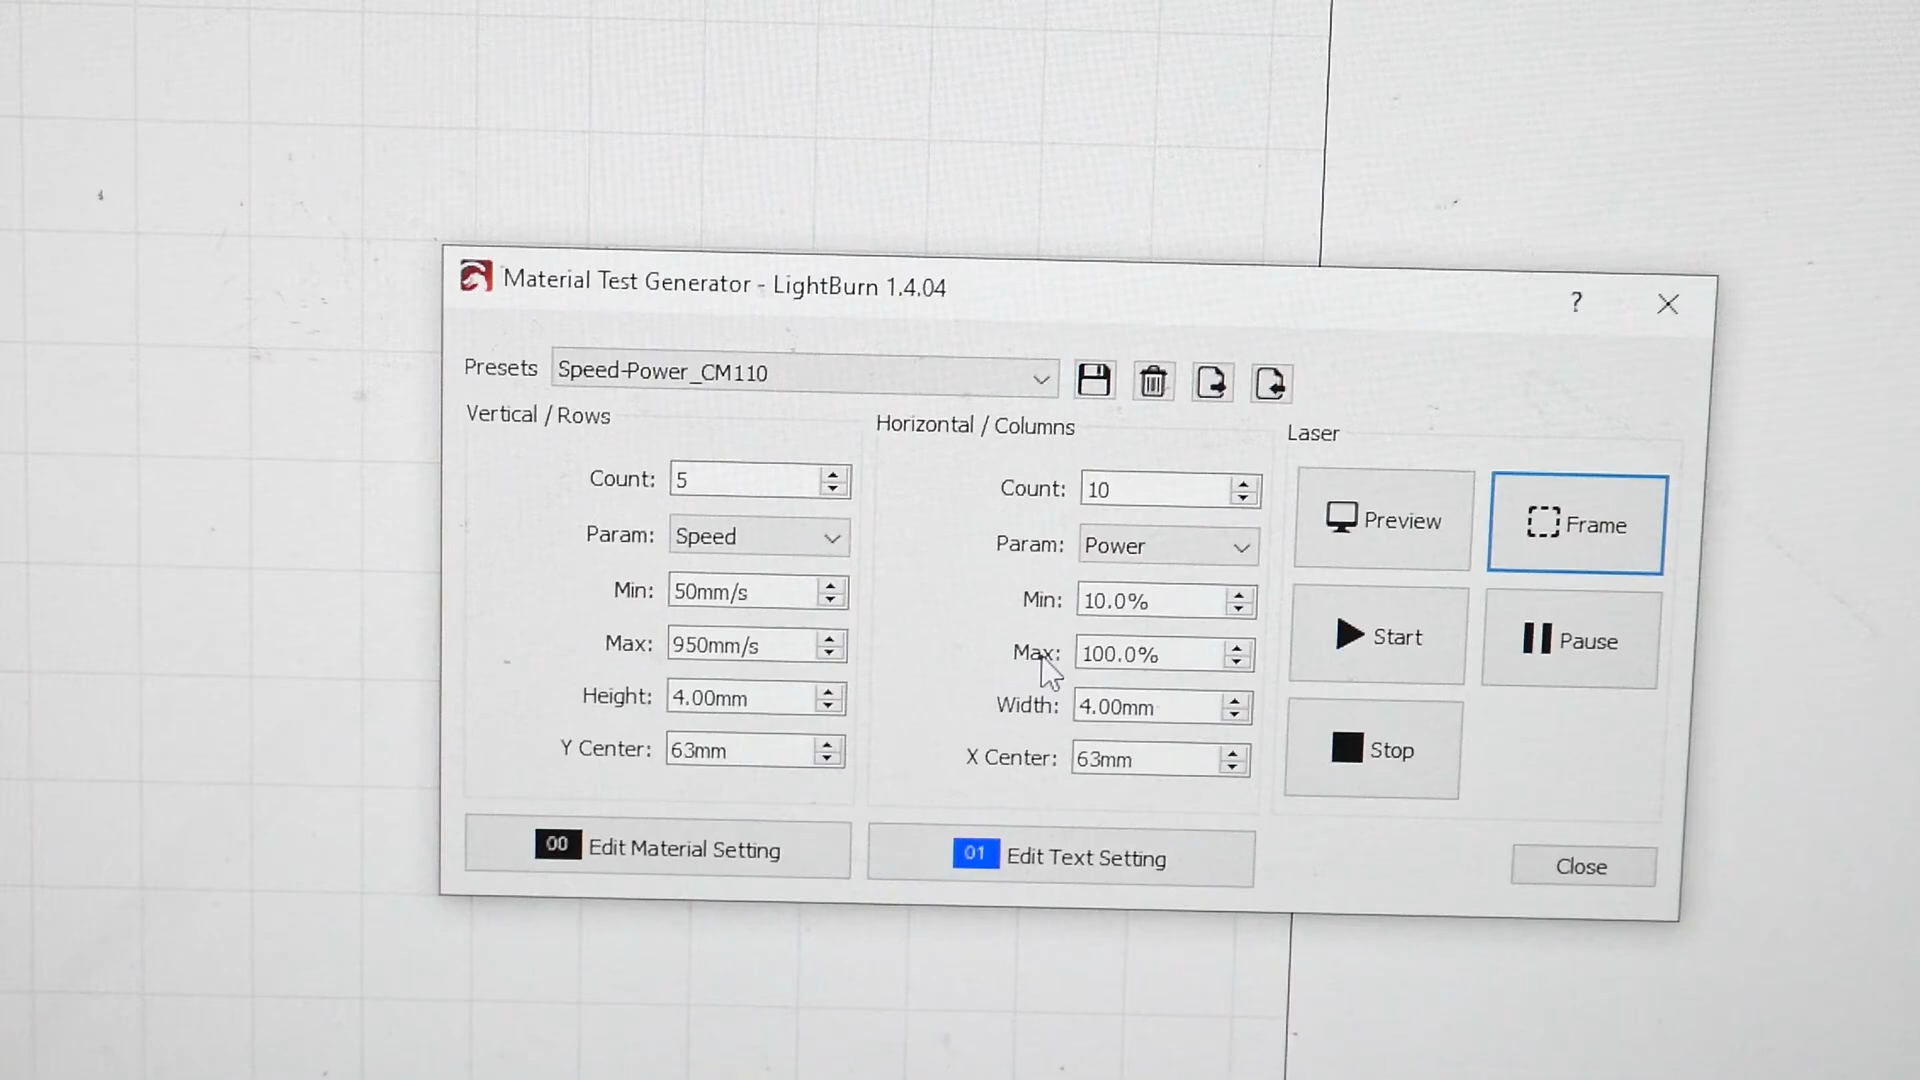 Material Test Generator - LightBurn 1.4.04
?
Presets Speed-Power_CM110
Vertical / Rows
Count: 5
Param: Speed
Min: 50mm/s
Max: 950mm/s
Height: 4.00mm
Y Center: 63mm
00 Edit Material Setting
Horizontal / Columns
Count: 10
Param: Power
Min: 10.0%
Max: 100.0%
Width: 4.00mm
X Center: 63mm
01 Edit Text Setting
Laser
Preview
Frame
Start
Pause
Stop
Close